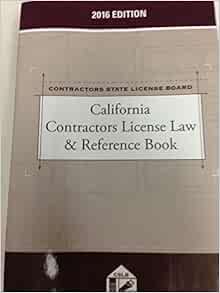 2016 EDITION
CONTRACTORS STATE LICENSE BOARD
California
Contractors License Law
& Reference Book
CSLB